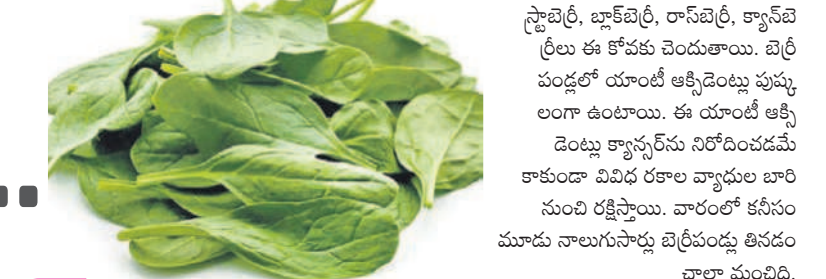 స్ట్రాబెర్రీ, బ్లాక్‌బెర్రీ, రాస్‌బెర్రీ, క్యాన్‌బె
ర్రీలు ఈ కోవకు చెందుతాయి. బెర్రీ
పండ్లలో యాంటీ ఆక్సిడెంట్లు పుష్క
లంగా ఉంటాయి. ఈ యాంటీ ఆక్సి
డెంట్లు క్యాన్సర్‌ను నిరోదించడమే
కాకుండా వివిధ రకాల వ్యాధుల బారి
నుంచి రక్షిస్తాయి. వారంలో కనీసం
మూడు నాలుగుసార్లు బెర్రీపండ్లు తినడం
చాలా మంచిది.